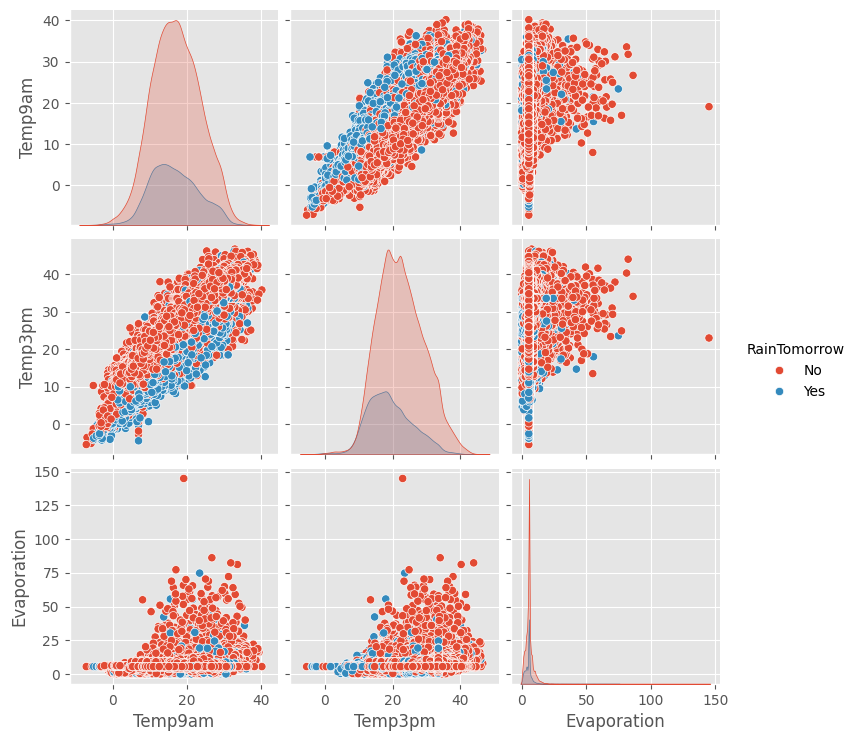 40
30
20
10
0
Temp9am
40
30
20
10
0
Temp3pm
RainTomorrow
No
Yes
150
125
100
75
50
25
0
Evaporation
0 20 40
0 20 40
0 50 100 150
Temp9am Temp3pm Evaporation